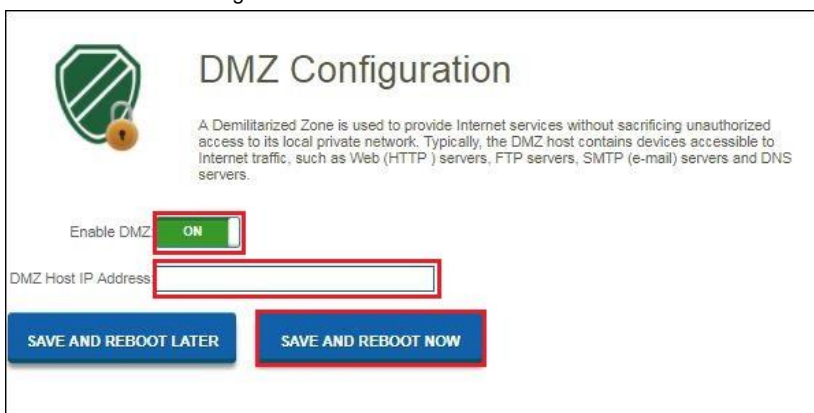 DMZ Configuration
A Demilitarized Zone is used to provide Internet services without sacrificing unauthorized
access to its local private network. Typically, the DMZ host contains devices accessible to
Internet traffic, such as Web (HTTP ) servers, FTP servers, SMTP (e-mail) servers and DNS
servers.
Enable DMZ: ON
DMZ Host IP Address:
SAVE AND REBOOT LATER SAVE AND REBOOT NOW